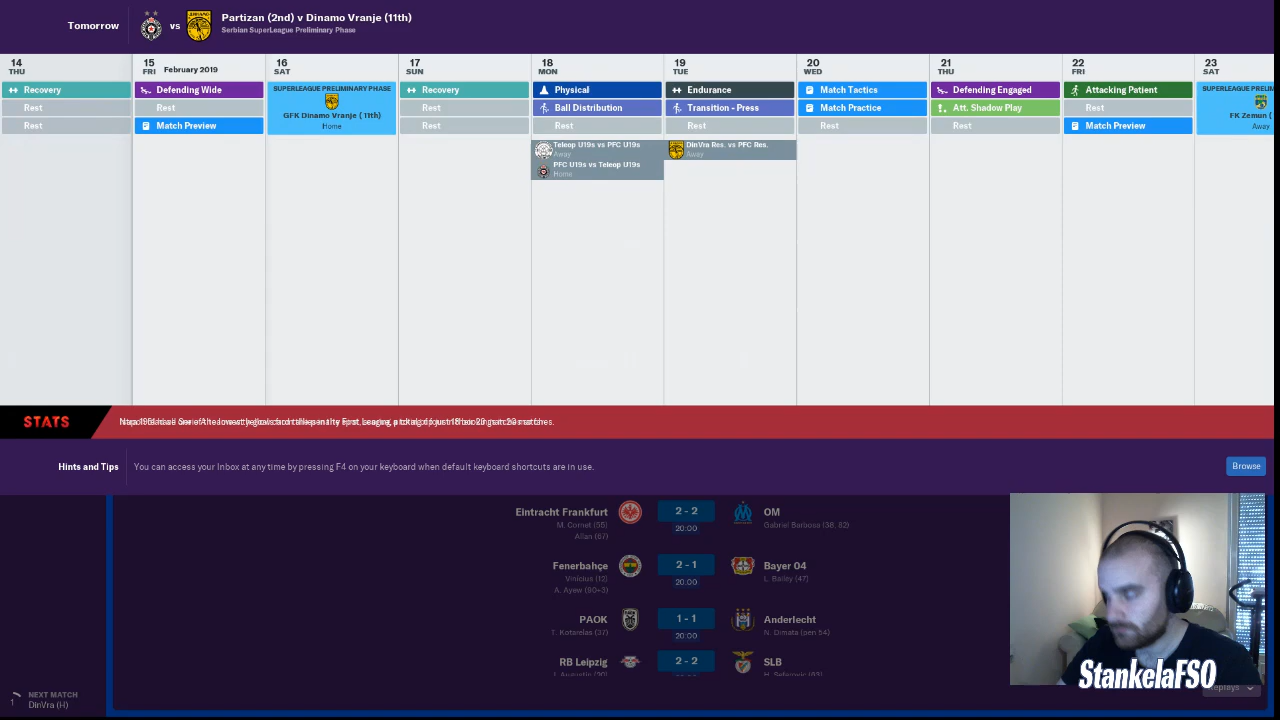 Tomorrow
vs
Partizan (2nd) v Dinamo Vranje (11th)
Serbian SuperLeague Preliminary Phase
14
THU
15
FRI
February 2019
16
SAT
17
SUN
18
MON
19
TUE
20
WED
21
THU
22
FRI
23
SAT
Recovery
Rest
Rest
Defending Wide
Rest
Match Preview
SUPERLEAGUE PRELIMINARY PHASE
GFK Dinamo Vranje ( 11th)
Home
Recovery
Rest
Rest
Physical
Ball Distribution
Rest
Teleop U19s vs PFC U19s
Away
PFC U19s vs Teleop U19s
Home
Endurance
Transition - Press
Rest
DinVra Res. vs PFC Res.
Away
Match Tactics
Match Practice
Rest
Defending Engaged
Att. Shadow Play
Rest
Attacking Patient
Rest
Match Preview
SUPERLEAGUE PRELIM
FK Zemun (
Away
STATS
Hints and Tips
You can access your Inbox at any time by pressing F4 on your keyboard when default keyboard shortcuts are in use.
Browse
Eintracht Frankfurt
2 - 2
OM
M. Cornet (55)
20:00
Gabriel Barbosa (38, 82)
Allan (67)
Fenerbahçe
2 - 1
Bayer 04
Vinícius (12)
20:00
L. Bailey (47)
A. Ayew (90+3)
PAOK
1 - 1
Anderlecht
T. Kotarelas (37)
20:00
N. Dimata (pen 54)
RB Leipzig
2 - 2
SLB
StankelaFSO
Replays
1
NEXT MATCH
DinVra (H)